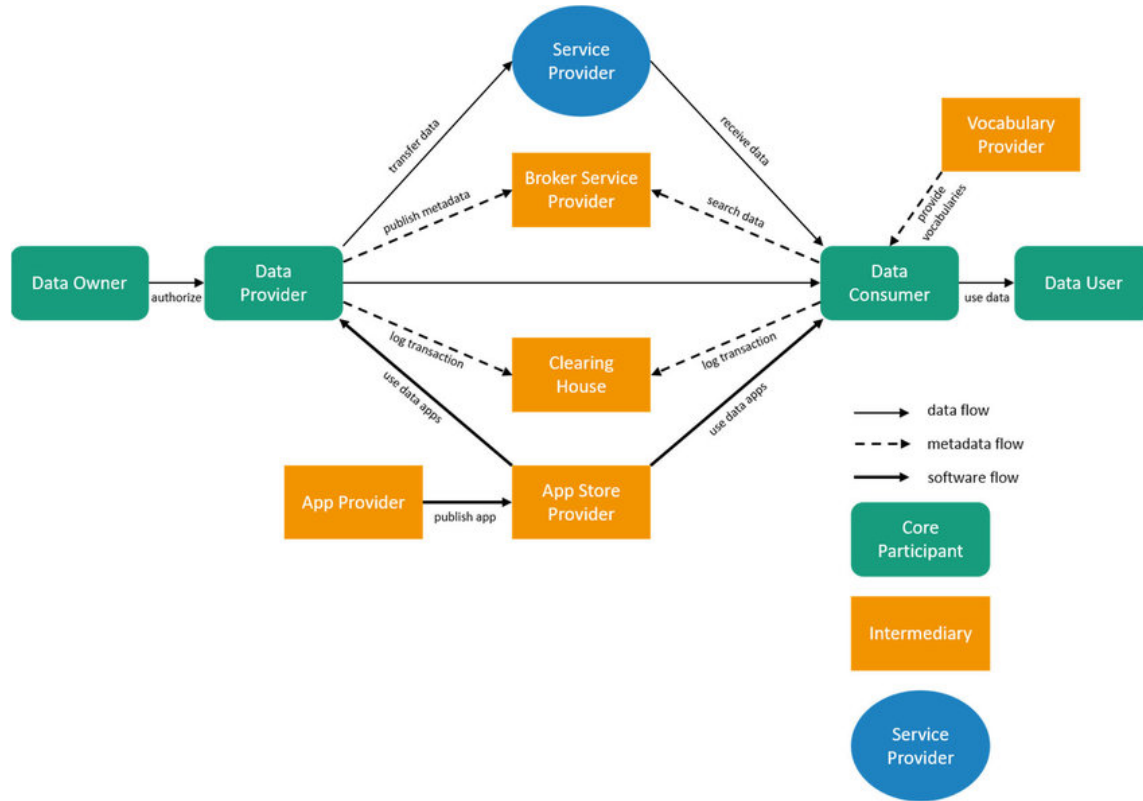 Service
Provider
transfer data
receive data
Vocabulary
Provider
Broker Service
Provider
publish metadata
search data
provide
vocabularies
Data Owner
authorize
Data
Provider
Data
Consumer
use data
Data User
log transaction
Clearing
House
log transaction
use data apps
use data apps
App Provider
publish app
App Store
Provider
data flow
metadata flow
software flow
Core
Participant
Intermediary
Service
Provider